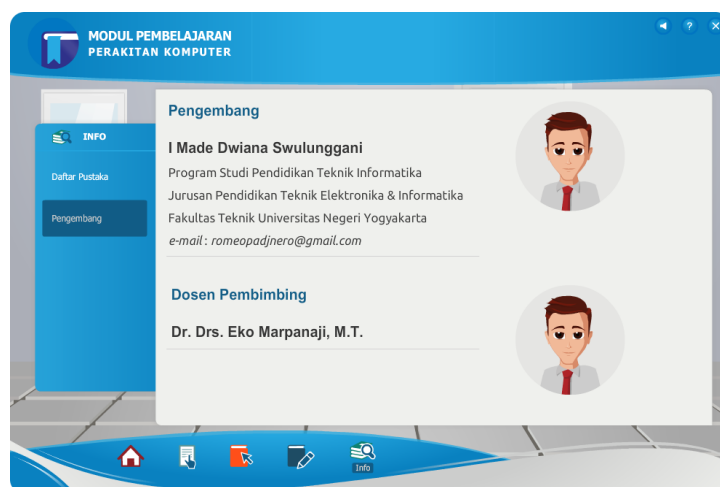 MODUL PEMBELAJARAN
PERAKITAN KOMPUTER
?
INFO
Daftar Pustaka
Pengembang
Pengembang
I Made Dwiana Swulunggani
Program Studi Pendidikan Teknik Informatika
Jurusan Pendidikan Teknik Elektronika & Informatika
Fakultas Teknik Universitas Negeri Yogyakarta
e-mail : romeopadjnero@gmail.com
Dosen Pembimbing
Dr. Drs. Eko Marpanaji, M.T.
Info